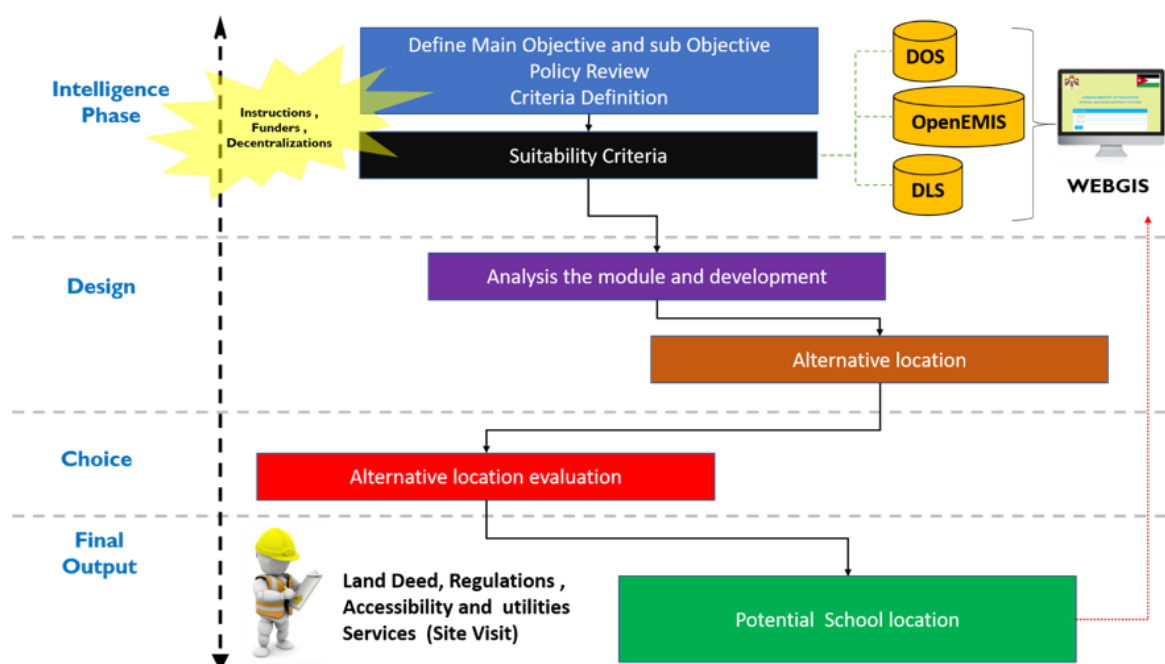 Intelligence
Phase
Instructions ,
Funders ,
Decentralizations
Define Main Objective and sub Objective
Policy Review
Criteria Definition
Suitability Criteria
DOS
OpenEMIS
DLS
WEBGIS
Design
Analysis the module and development
Alternative location
Choice
Alternative location evaluation
Final
Output
Land Deed, Regulations ,
Accessibility and utilities
Services (Site Visit)
Potential School location